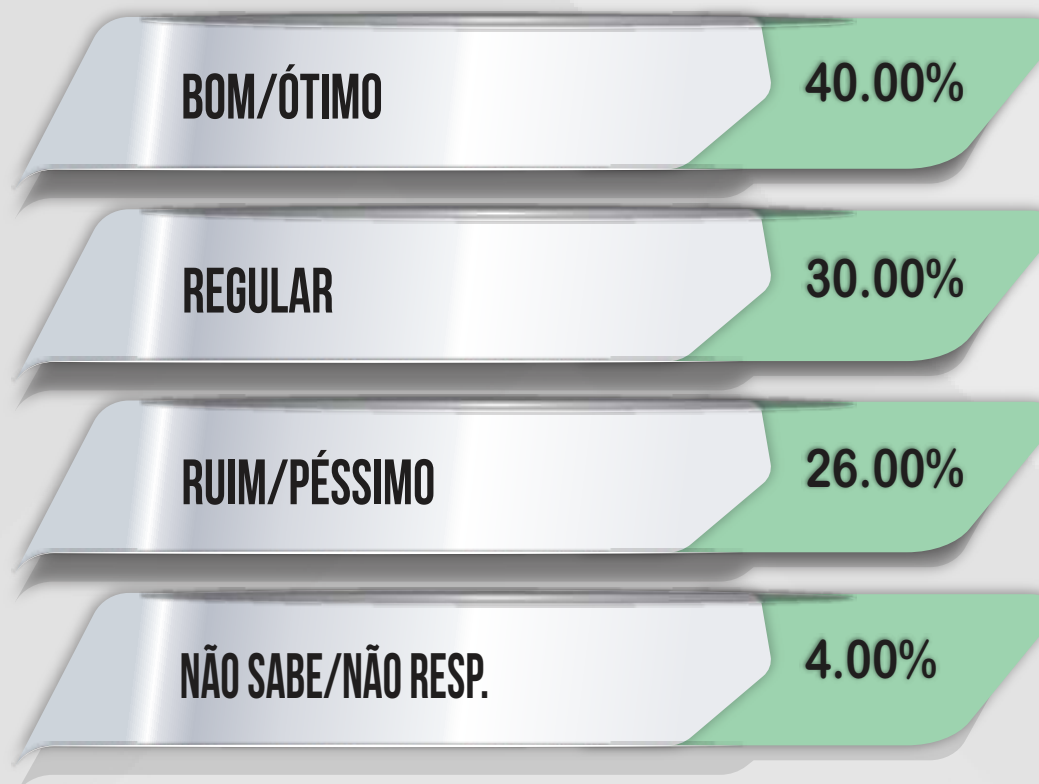 BOM/ÓTIMO 40.00%
REGULAR 30.00%
RUIM/PÉSSIMO 26.00%
NÃO SABE/NÃO RESP. 4.00%